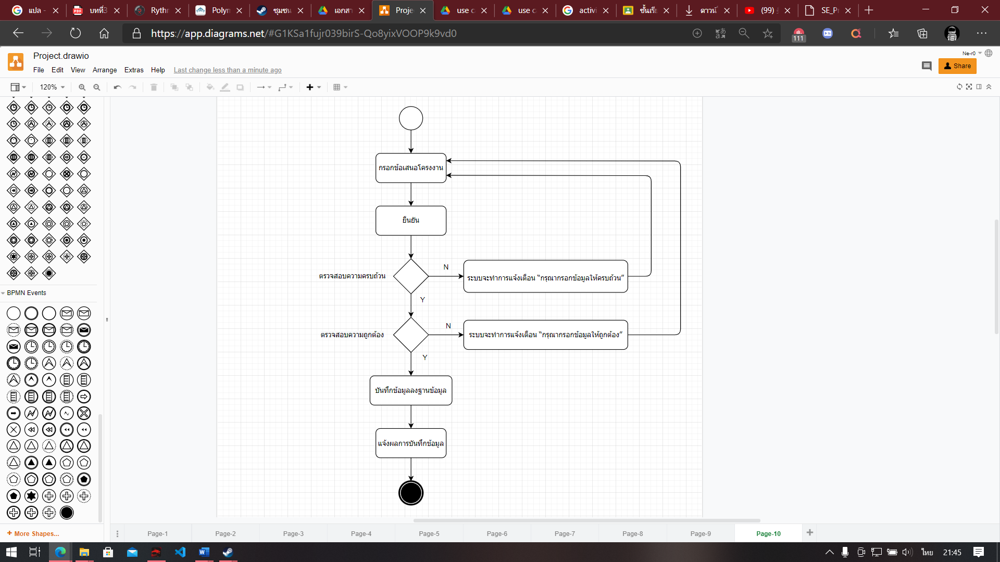 แปล -
บทที่3
Rythr
Polyn
ชุมชน
เอกสา
Proje
use c
use c
activi
ชั้นเรีย
ดาวน์
(99)
SE_Pr
https://app.diagrams.net/#G1KSa1fujr039birS-Qo8yixVOOP9k9vd0
111
Project.drawio
Ne-r0
File Edit View Arrange Extras Help Last change less than a minute ago
Share
120%
กรอกข้อเสนอโครงงาน
ยืนยัน
ตรวจสอบความครบถ้วน
N
ระบบจะทำการแจ้งเตือน “กรุณากรอกข้อมูลให้ครบถ้วน”
Y
ตรวจสอบความถูกต้อง
N
ระบบจะทำการแจ้งเตือน “กรุณากรอกข้อมูลให้ถูกต้อง”
Y
บันทึกข้อมูลลงฐานข้อมูล
แจ้งผลการบันทึกข้อมูล
BPMN Events
+ More Shapes...
Page-1 Page-2 Page-3 Page-4 Page-5 Page-6 Page-7 Page-8 Page-9 Page-10
ไทย
21:45